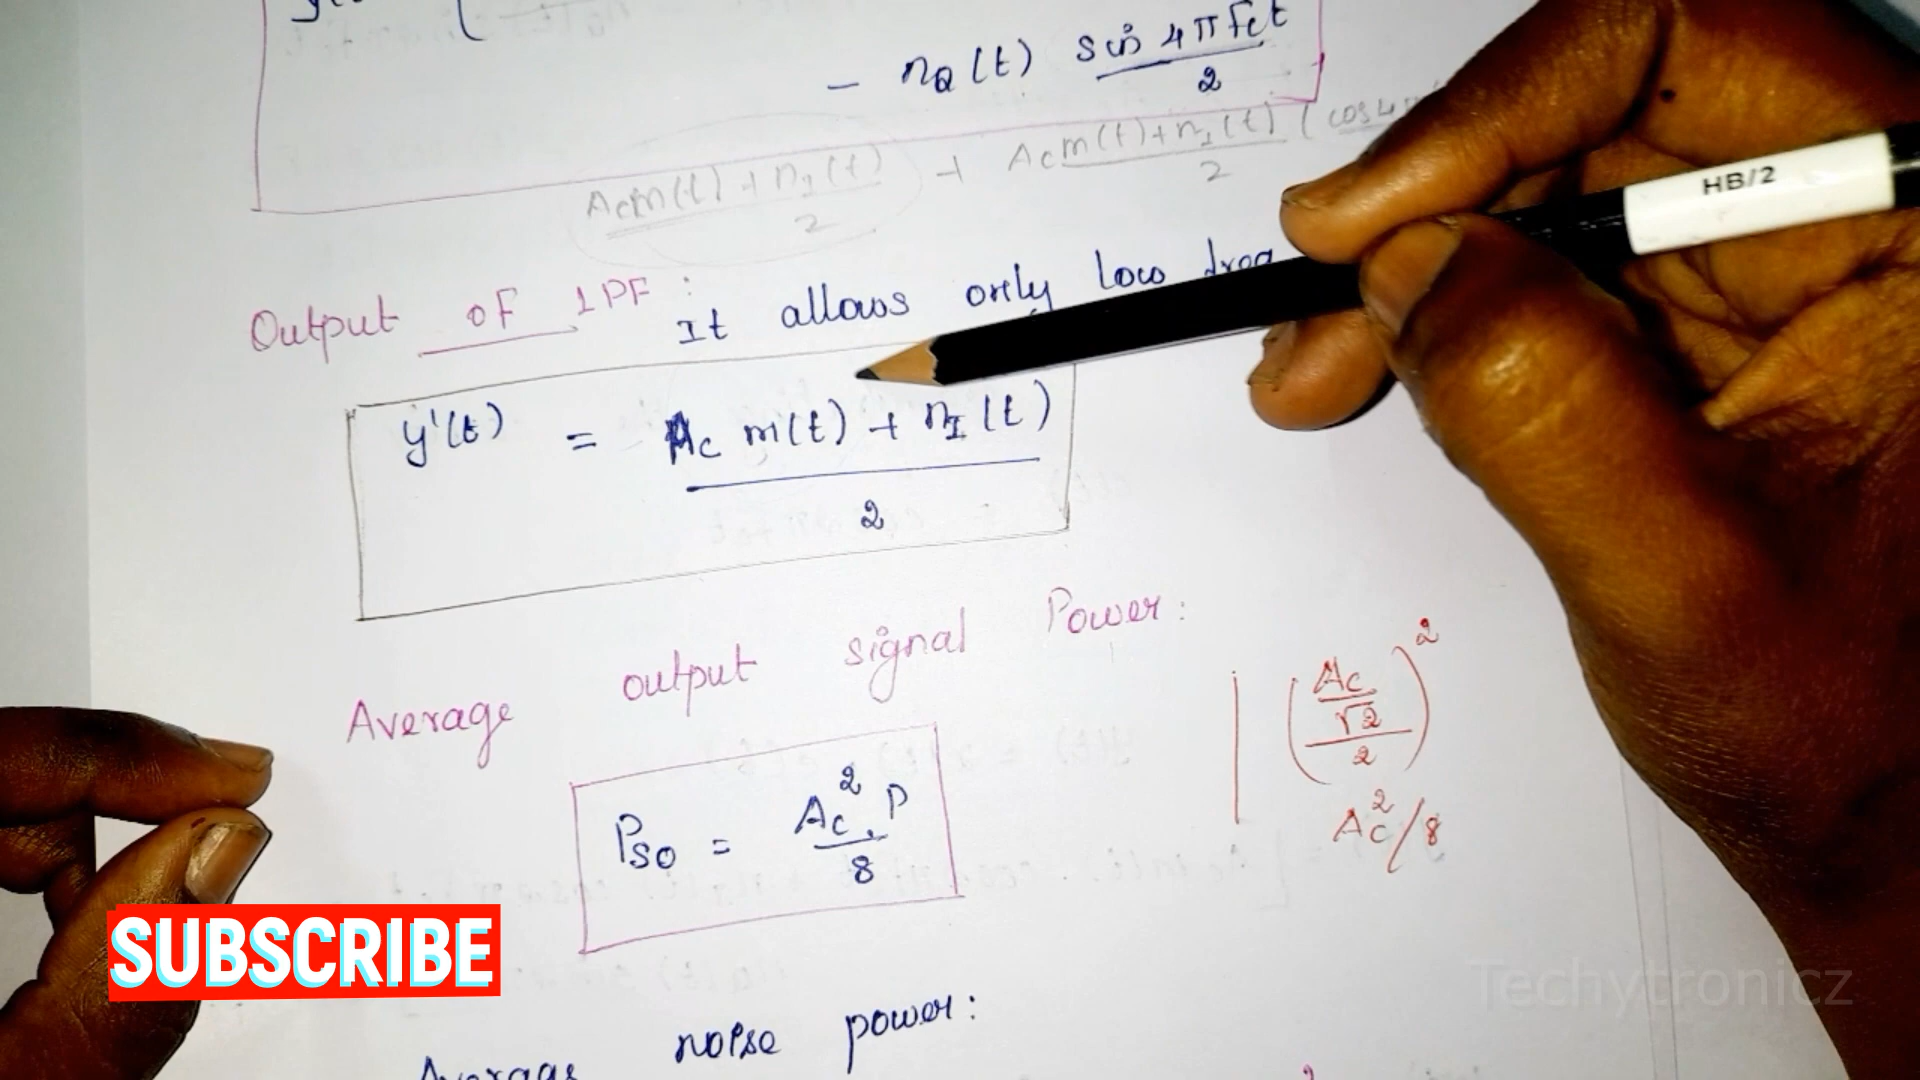 - nQ(t) sin 4πfct
2
Acm(t)+nI(t) + Acm(t)+nI(t) ( cos4
2 2
HB/2
Output of LPF : It allows only low
y'(t) = Ac m(t) + nI(t)
2
Average output signal Power:
(Ac/√2 / 2)²
Ac²/8
PSO = Ac². P
8
SUBSCRIBE
Techytronicz
Average noise power: